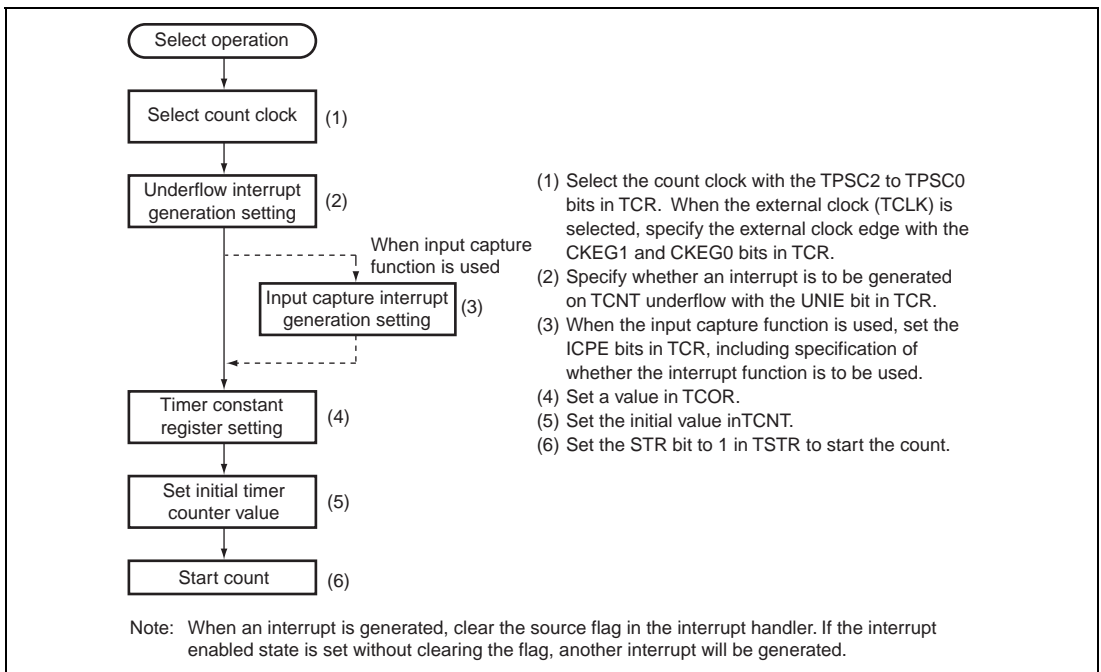 Select operation
Select count clock
(1)
Underflow interrupt
generation setting
(2)
When input capture
function is used
Input capture interrupt
generation setting
(3)
Timer constant
register setting
(4)
Set initial timer
counter value
(5)
Start count
(6)
(1) Select the count clock with the TPSC2 to TPSC0
bits in TCR. When the external clock (TCLK) is
selected, specify the external clock edge with the
CKEG1 and CKEG0 bits in TCR.
(2) Specify whether an interrupt is to be generated
on TCNT underflow with the UNIE bit in TCR.
(3) When the input capture function is used, set the
ICPE bits in TCR, including specification of
whether the interrupt function is to be used.
(4) Set a value in TCOR.
(5) Set the initial value inTCNT.
(6) Set the STR bit to 1 in TSTR to start the count.
Note: When an interrupt is generated, clear the source flag in the interrupt handler. If the interrupt
enabled state is set without clearing the flag, another interrupt will be generated.